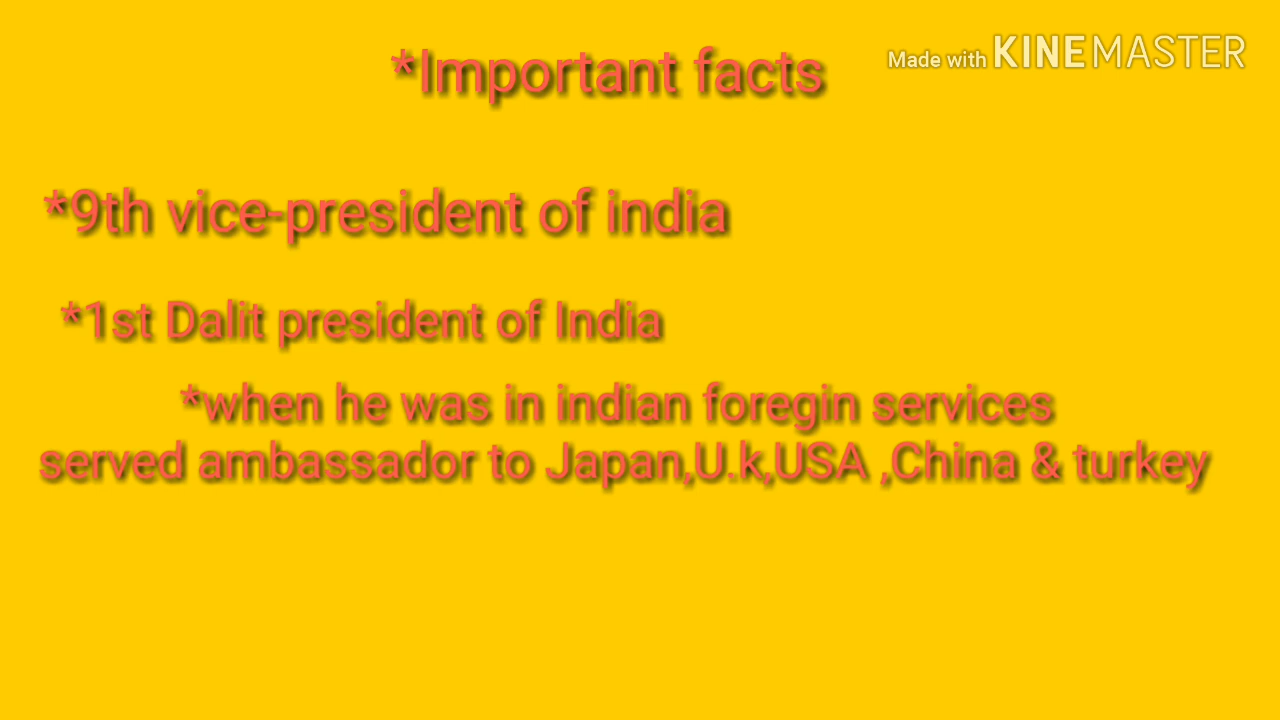 Made with KINEMASTER
*Important facts
*9th vice-president of india
*1st Dalit president of India
*when he was in indian foregin services
served ambassador to Japan,U.k,USA ,China & turkey